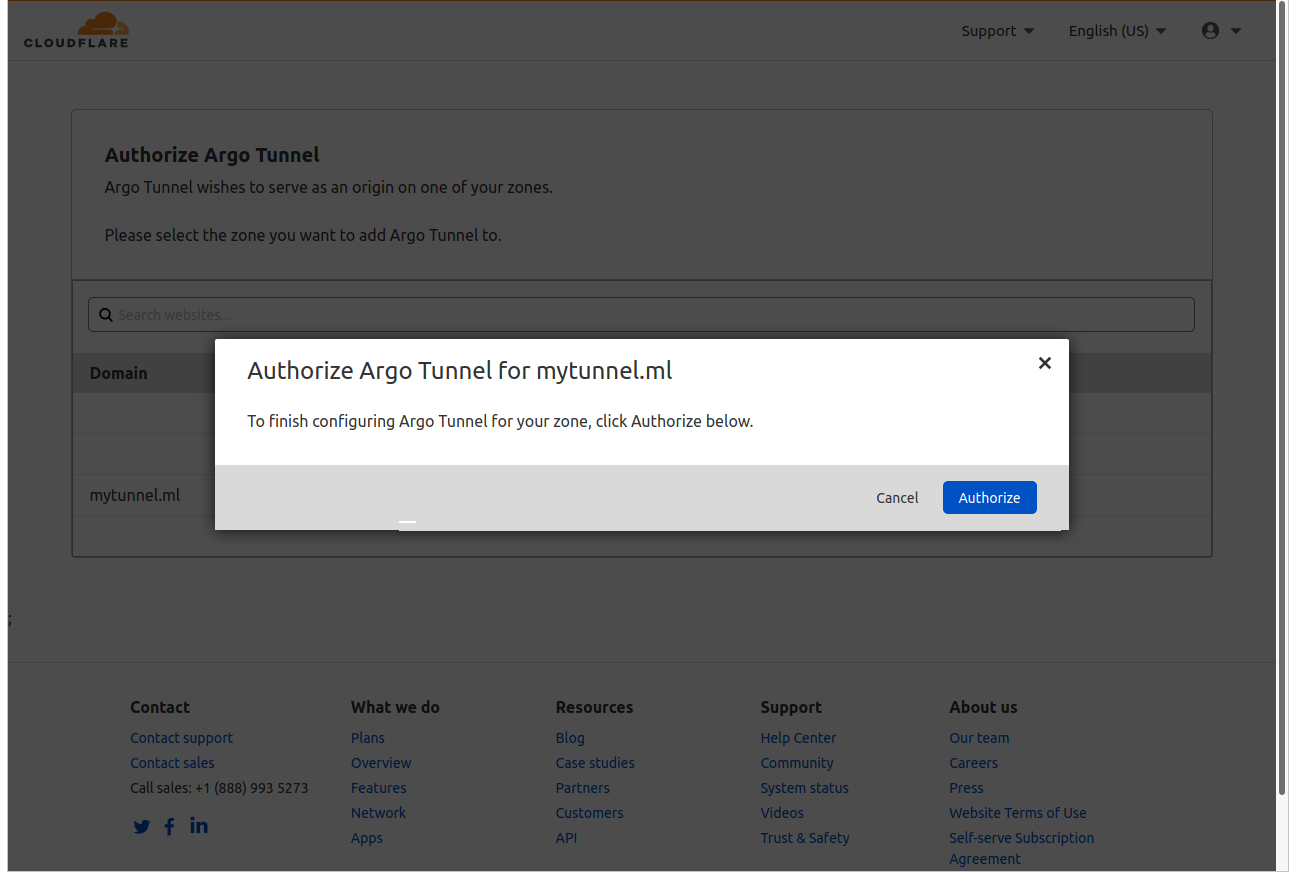 CLOUDFLARE
Support English (US)
Authorize Argo Tunnel
Argo Tunnel wishes to serve as an origin on one of your zones.
Please select the zone you want to add Argo Tunnel to.
Search websites...
Domain
mytunnel.ml
Authorize Argo Tunnel for mytunnel.ml
To finish configuring Argo Tunnel for your zone, click Authorize below.
Cancel Authorize
;
Contact
Contact support
Contact sales
Call sales: +1 (888) 993 5273
What we do
Plans
Overview
Features
Network
Apps
Resources
Blog
Case studies
Partners
Customers
API
Support
Help Center
Community
System status
Videos
Trust & Safety
About us
Our team
Careers
Press
Website Terms of Use
Self-serve Subscription
Agreement